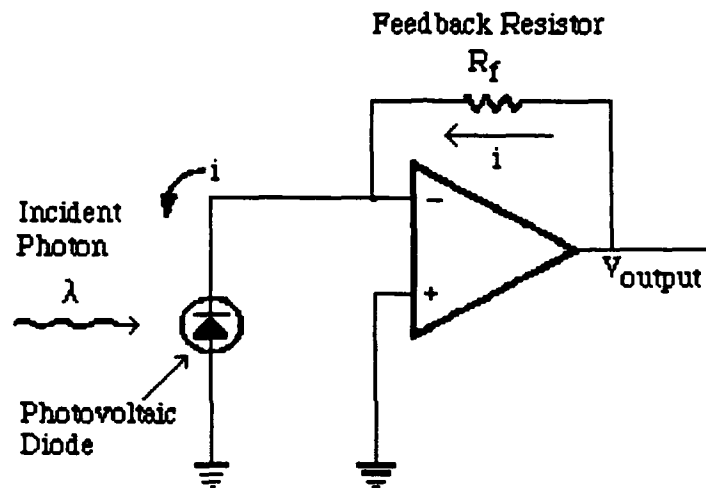 Feedback Resistor
Rf
i
i
−
Incident
Photon
λ
+
Voutput
Photovoltaic
Diode